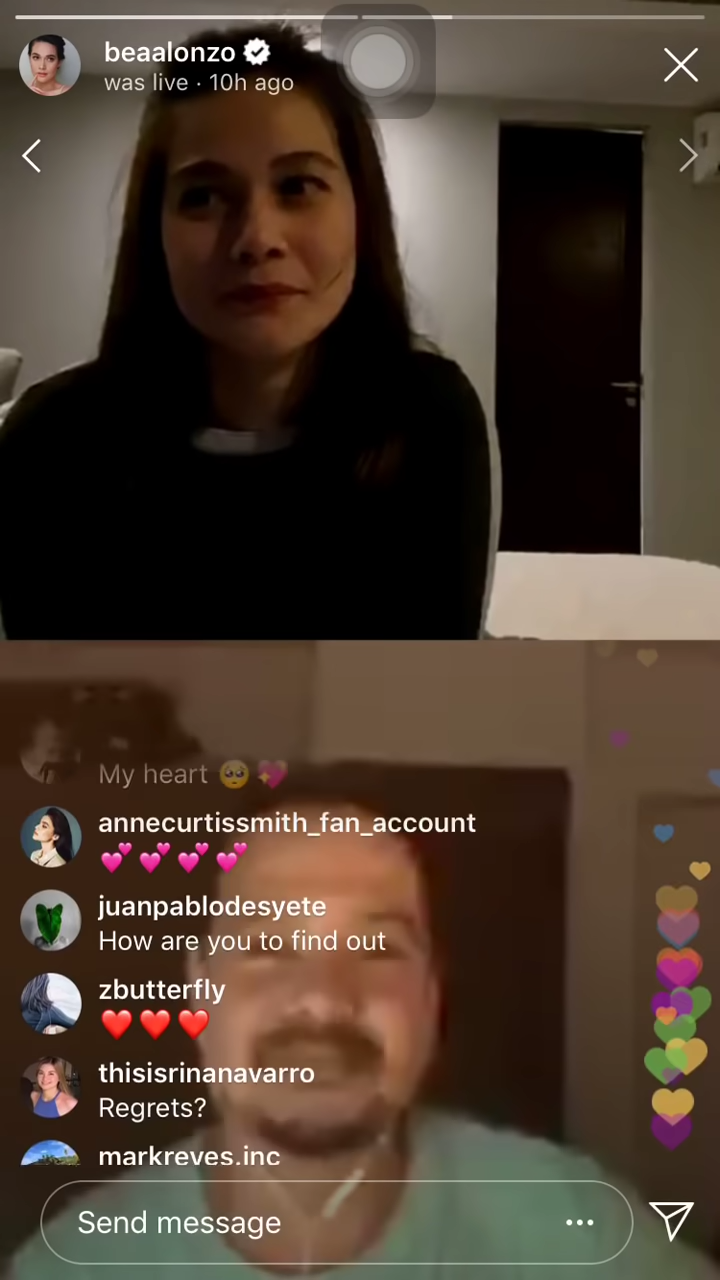 beaalonzo
was live · 10h ago
My heart 🥺💖
annecurtissmith_fan_account
💕💕💕💕
juanpablodesyete
How are you to find out
zbutterfly
❤️❤️❤️
thisisrinanavarro
Regrets?
markreves.inc
Send message